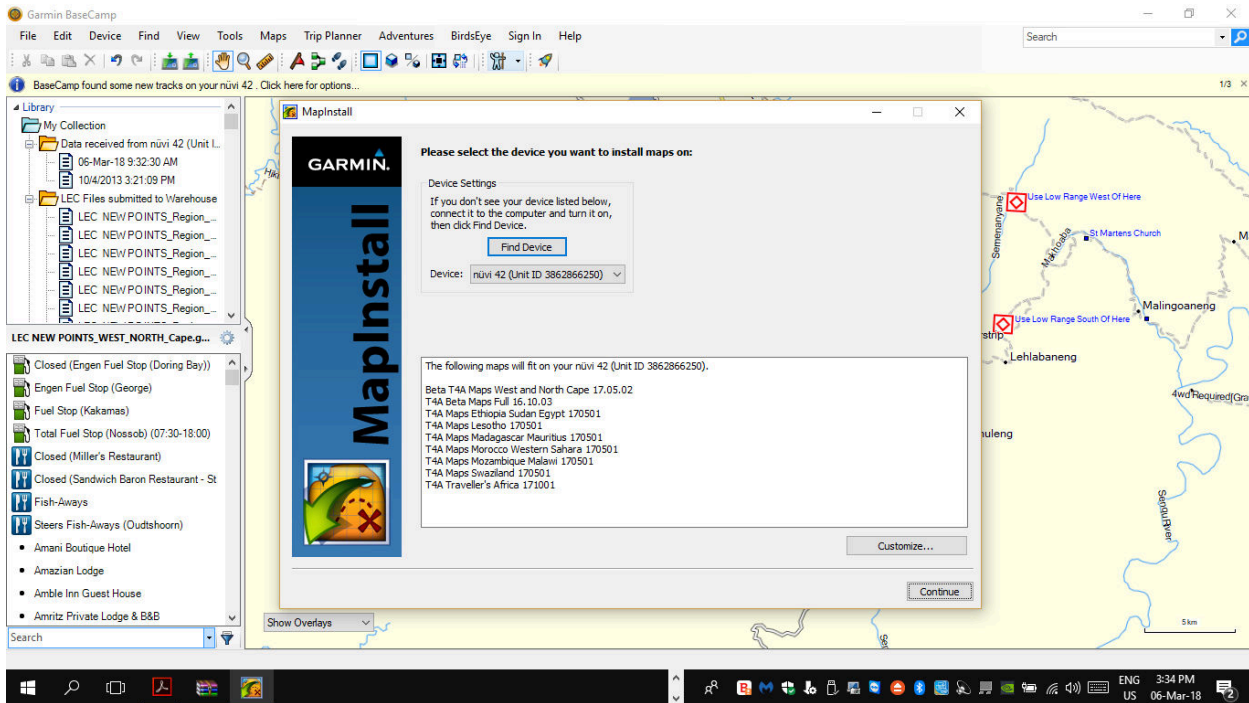 Garmin BaseCamp
File Edit Device Find View Tools Maps Trip Planner Adventures BirdsEye Sign In Help
Search
BaseCamp found some new tracks on your nüvi 42 . Click here for options...
1/3
Library
My Collection
Data received from nüvi 42 (Unit I...
06-Mar-18 9:32:30 AM
10/4/2013 3:21:09 PM
LEC Files submitted to Warehouse
LEC NEW POINTS_Region_...
LEC NEW POINTS_Region_...
LEC NEW POINTS_Region_...
LEC NEW POINTS_Region_...
LEC NEW POINTS_Region_...
LEC NEW POINTS_Region_...
LEC NEW POINTS_WEST_NORTH_Cape.g...
Closed (Engen Fuel Stop (Doring Bay))
Engen Fuel Stop (George)
Fuel Stop (Kakamas)
Total Fuel Stop (Nossob) (07:30-18:00)
Closed (Miller's Restaurant)
Closed (Sandwich Baron Restaurant - St
Fish-Aways
Steers Fish-Aways (Oudtshoorn)
Amani Boutique Hotel
Amazian Lodge
Amble Inn Guest House
Amritz Private Lodge & B&B
Search
MapInstall
GARMIN.
MapInstall
Please select the device you want to install maps on:
Device Settings
If you don't see your device listed below,
connect it to the computer and turn it on,
then click Find Device.
Find Device
Device: nüvi 42 (Unit ID 3862866250)
The following maps will fit on your nüvi 42 (Unit ID 3862866250).
Beta T4A Maps West and North Cape 17.05.02
T4A Beta Maps Full 16.10.03
T4A Maps Ethiopia Sudan Egypt 170501
T4A Maps Lesotho 170501
T4A Maps Madagascar Mauritius 170501
T4A Maps Morocco Western Sahara 170501
T4A Maps Mozambique Malawi 170501
T4A Maps Swaziland 170501
T4A Traveller's Africa 171001
Customize...
Continue
Show Overlays
Semenanyane
Use Low Range West Of Here
Makhoaba
St Martens Church
M
Malingoaneng
Use Low Range South Of Here
strip
Lehlabaneng
4wd Required(Gra
nuleng
Senqu River
5 km
ENG
US
3:34 PM
06-Mar-18
2